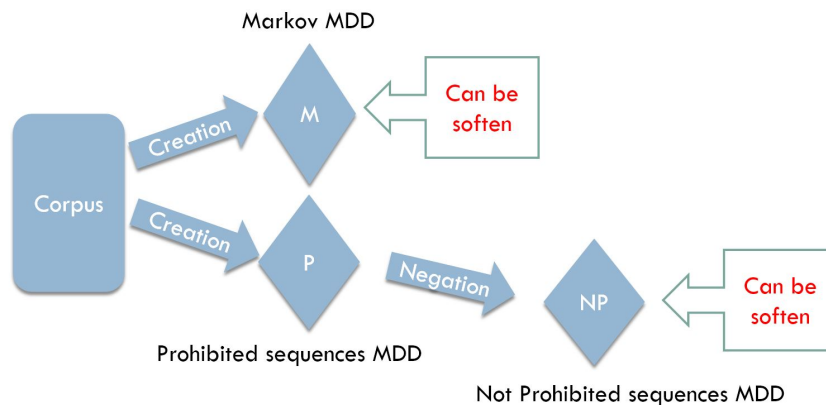 Markov MDD
M
Can be
soften
Creation
Corpus
Creation
P
Negation
NP
Can be
soften
Prohibited sequences MDD
Not Prohibited sequences MDD